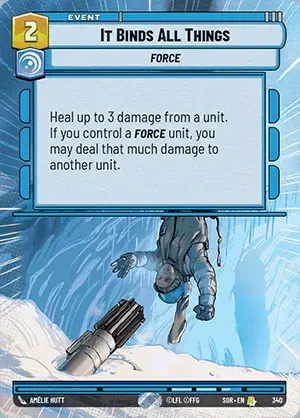 EVENT
2
IT BINDS ALL THINGS
FORCE
Heal up to 3 damage from a unit.
If you control a FORCE unit, you
may deal that much damage to
another unit.
AMÉLIE HUTT
©LFL ©FFG
SOR • EN
340